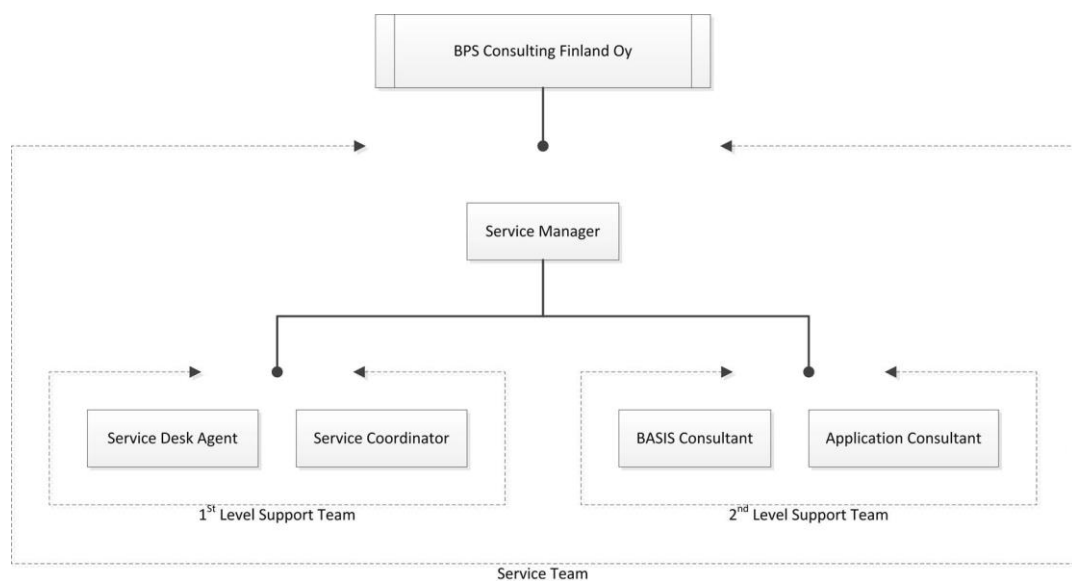 BPS Consulting Finland Oy
Service Manager
Service Desk Agent
Service Coordinator
BASIS Consultant
Application Consultant
1St Level Support Team
2nd Level Support Team
Service Team